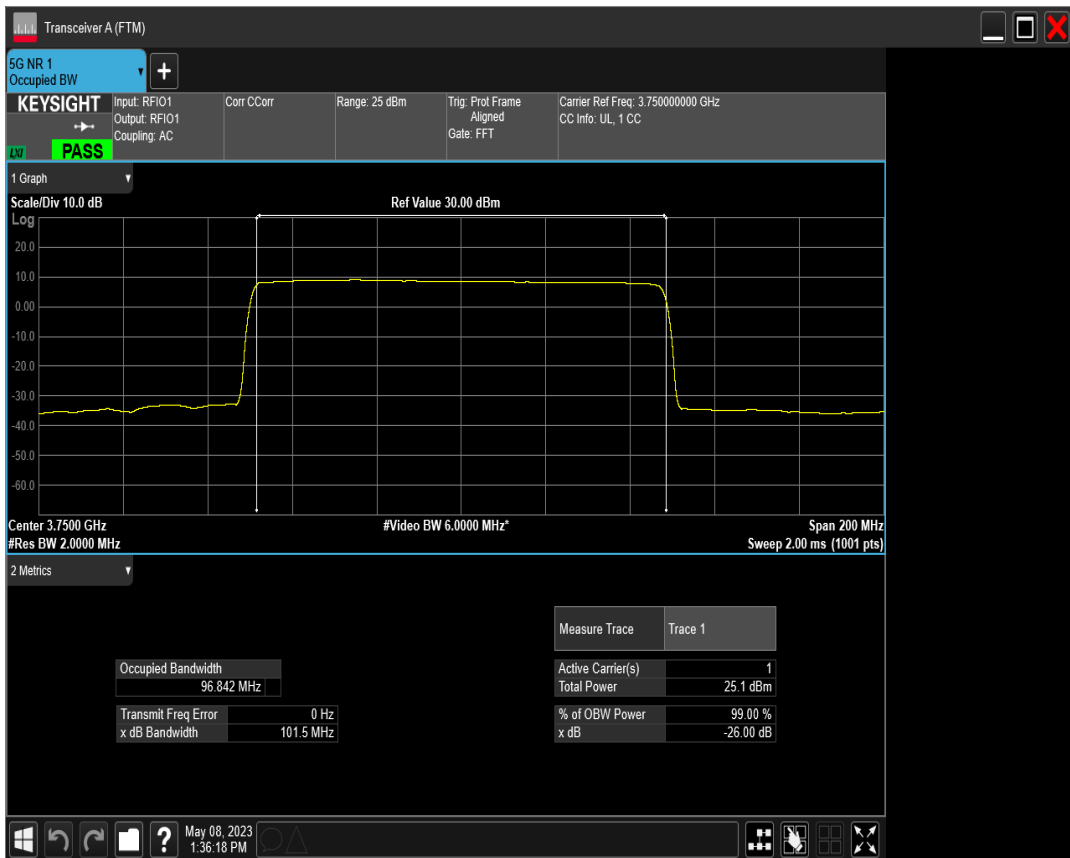 Transceiver A (FTM)
5G NR 1
Occupied BW
KEYSIGHT
LXI
PASS
Input: RFIO1
Output: RFIO1
Coupling: AC
Corr CCorr
Range: 25 dBm
Trig: Prot Frame
Aligned
Gate: FFT
Carrier Ref Freq: 3.750000000 GHz
CC Info: UL, 1 CC
1 Graph
Scale/Div 10.0 dB
Ref Value 30.00 dBm
Log
20.0
10.0
0.00
-10.0
-20.0
-30.0
-40.0
-50.0
-60.0
Center 3.7500 GHz
#Video BW 6.0000 MHz*
Span 200 MHz
#Res BW 2.0000 MHz
Sweep 2.00 ms (1001 pts)
2 Metrics
Measure Trace Trace 1
Occupied Bandwidth
96.842 MHz
Active Carrier(s) 1
Total Power 25.1 dBm
Transmit Freq Error 0 Hz
x dB Bandwidth 101.5 MHz
% of OBW Power 99.00 %
x dB -26.00 dB
?
May 08, 2023
1:36:18 PM